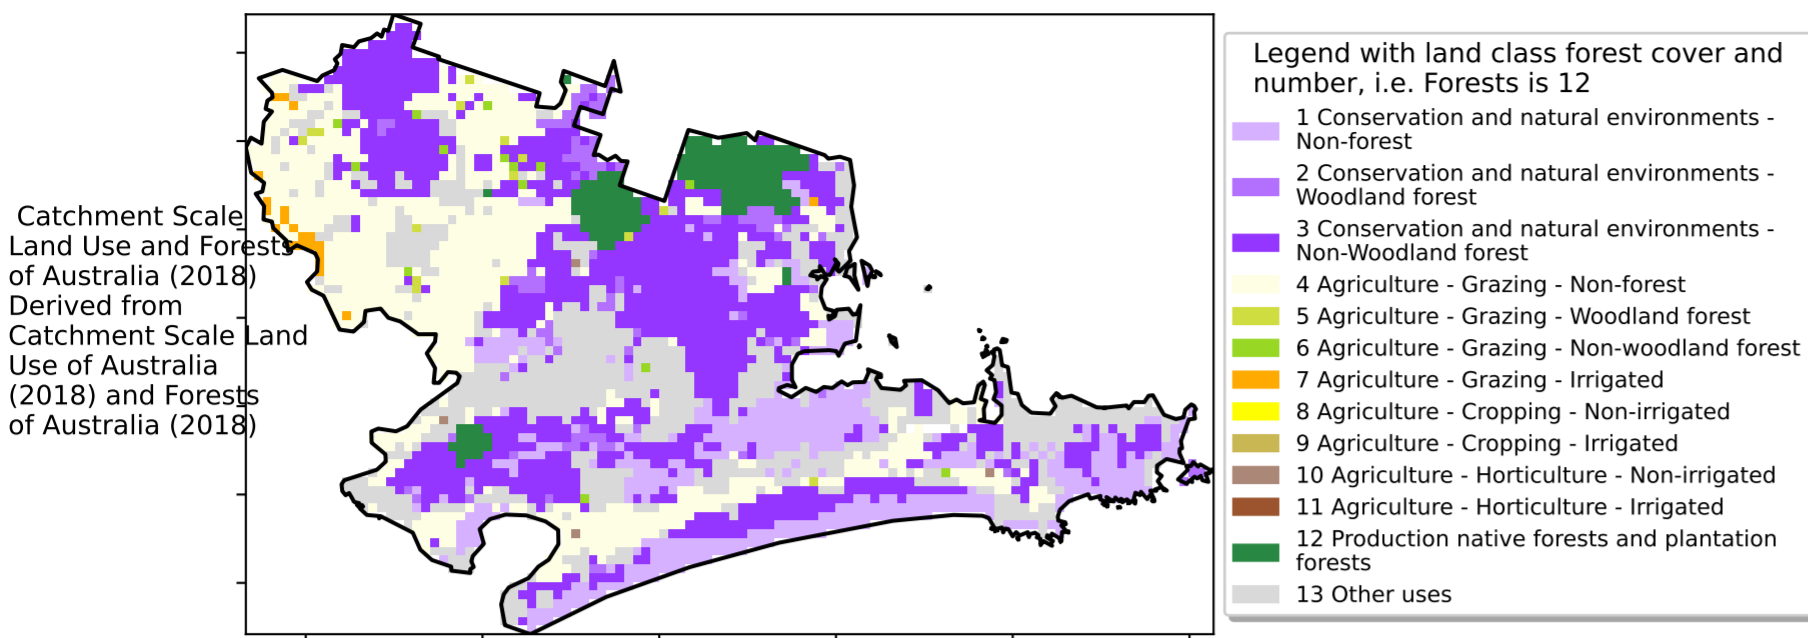 Catchment Scale
Land Use and Forests
of Australia (2018)
Derived from
Catchment Scale Land
Use of Australia
(2018) and Forests
of Australia (2018)
Legend with land class forest cover and
number, i.e. Forests is 12
1 Conservation and natural environments -
Non-forest
2 Conservation and natural environments -
Woodland forest
3 Conservation and natural environments -
Non-Woodland forest
4 Agriculture - Grazing - Non-forest
5 Agriculture - Grazing - Woodland forest
6 Agriculture - Grazing - Non-woodland forest
7 Agriculture - Grazing - Irrigated
8 Agriculture - Cropping - Non-irrigated
9 Agriculture - Cropping - Irrigated
10 Agriculture - Horticulture - Non-irrigated
11 Agriculture - Horticulture - Irrigated
12 Production native forests and plantation
forests
13 Other uses